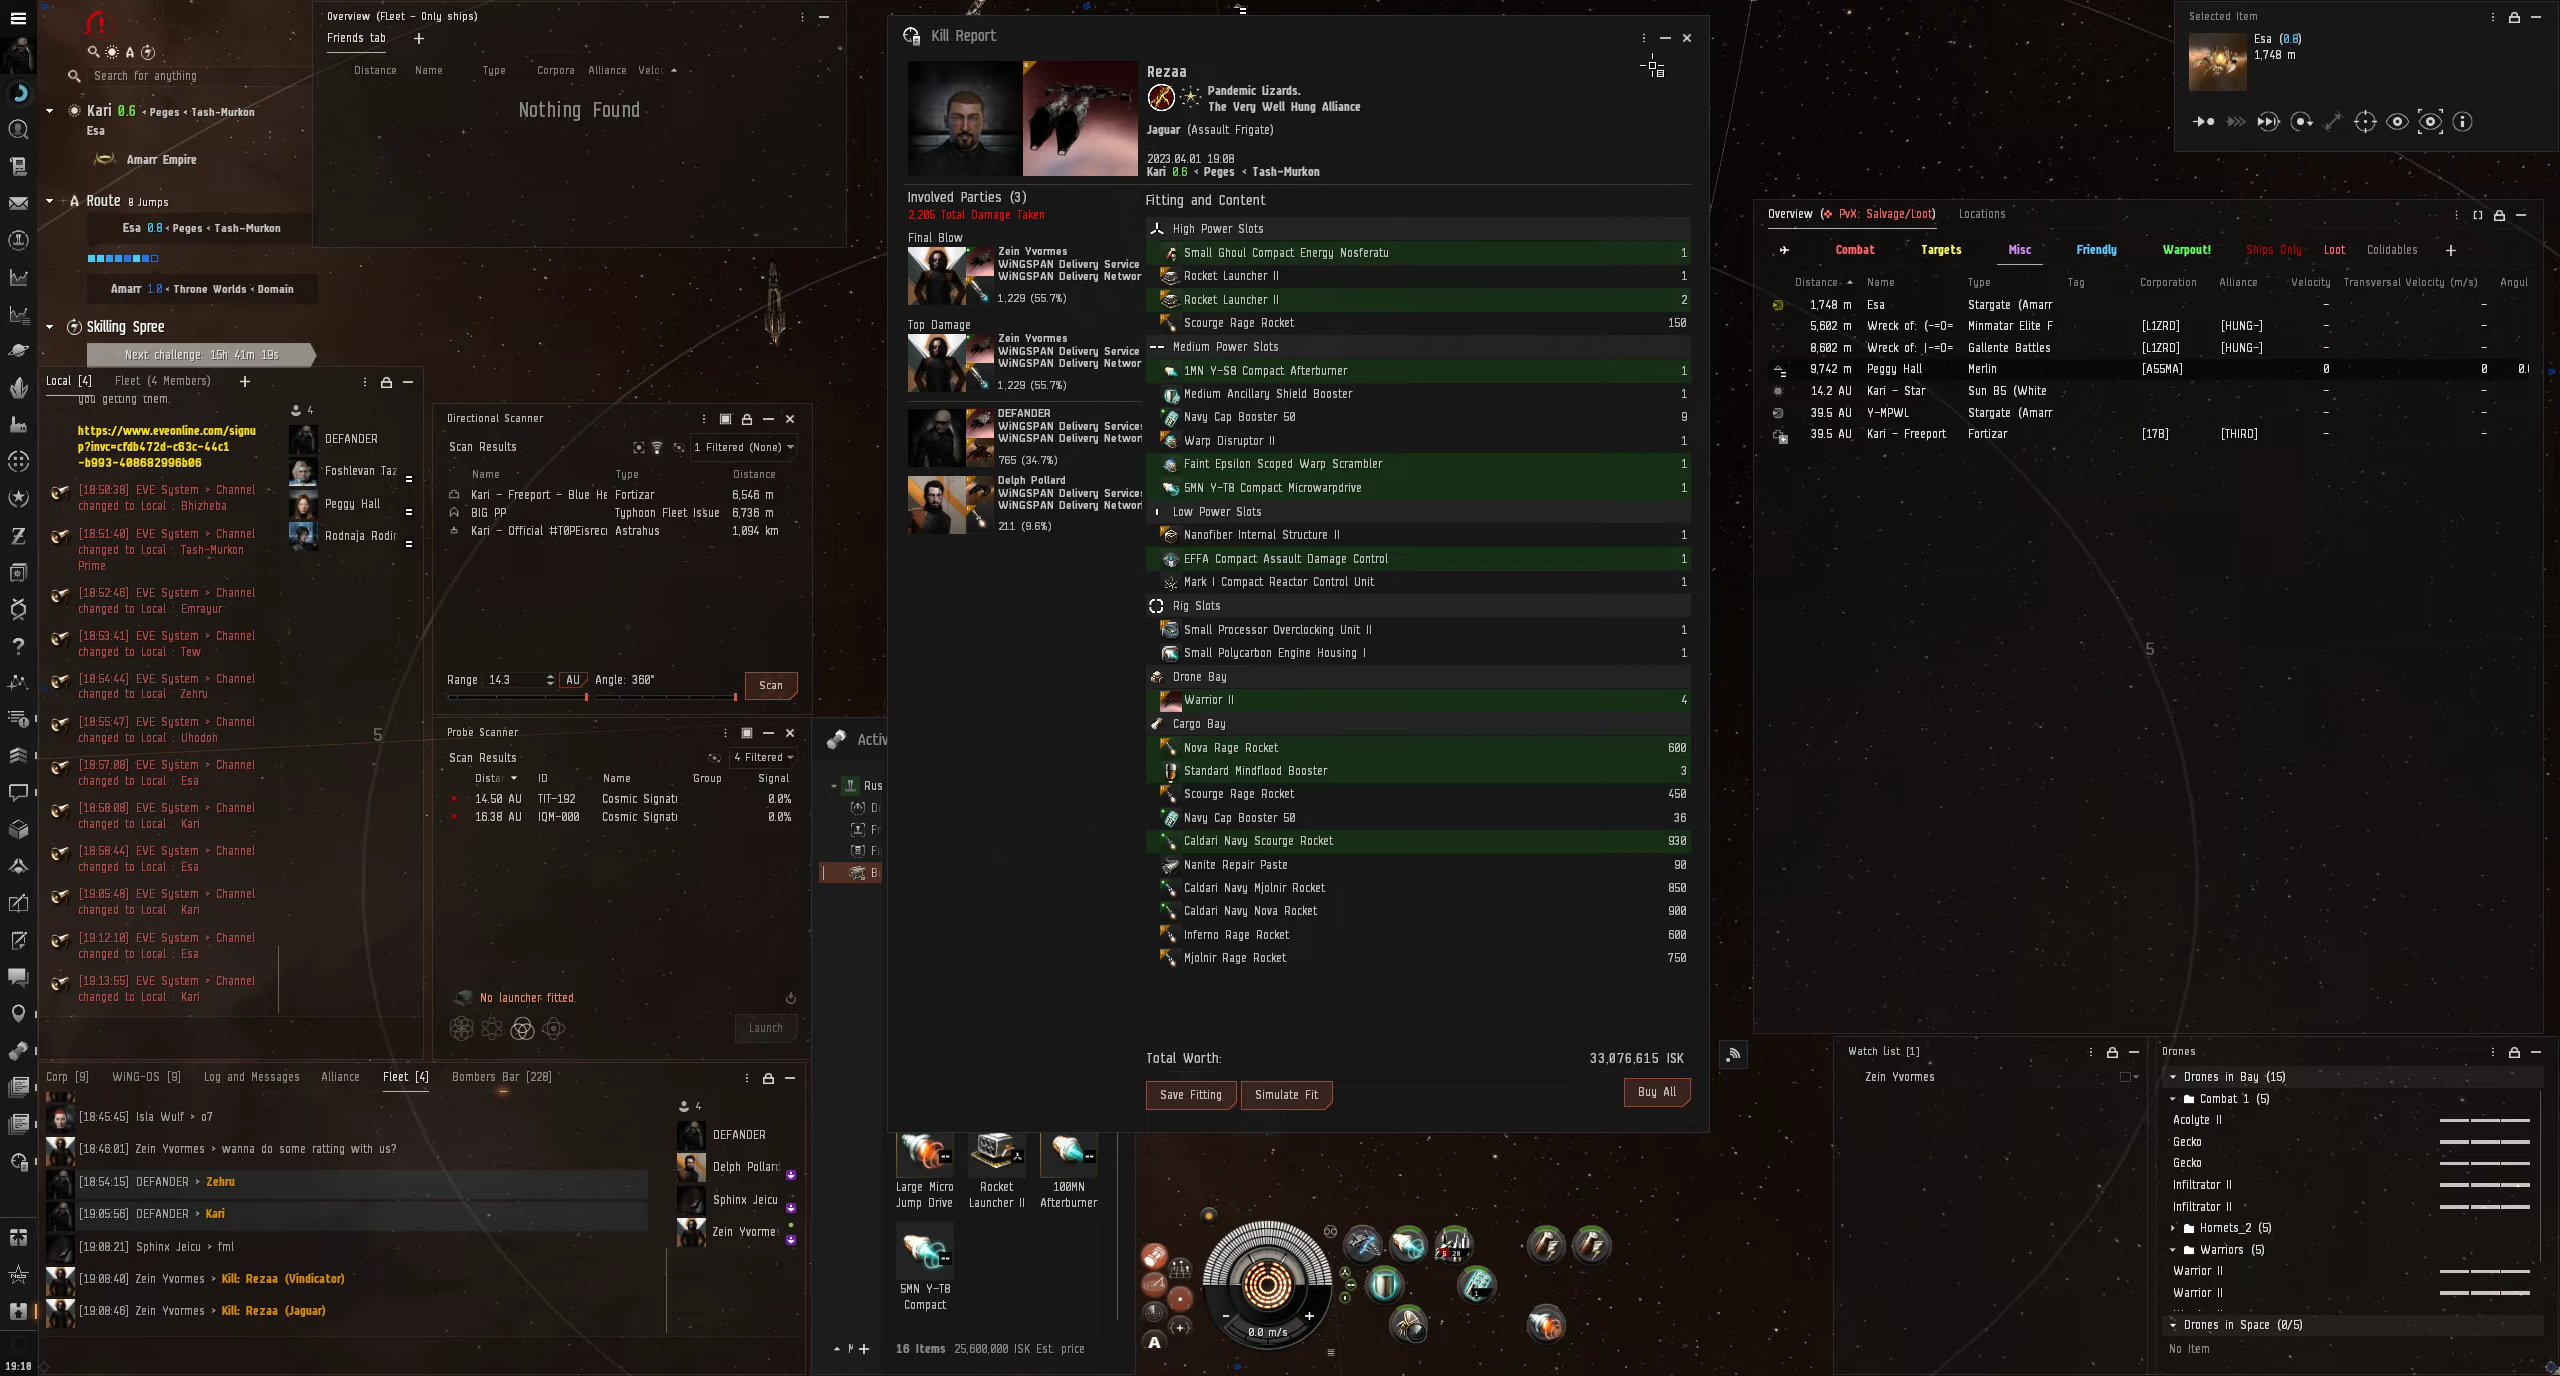 Search for anything
Kari 0.6 < Peges < Tash-Murkon
Esa
Amarr Empire
Route 8 Jumps
Esa 0.8 < Peges < Tash-Murkon
Amarr 1.0 < Throne Worlds < Domain
Skilling Spree
Next challenge: 15h 41m 19s
Overview (Fleet - Only ships)
Friends tab
Distance Name Type Corpora Alliance
Nothing Found
Local [4] Fleet (4 Members)
you getting them.
https://www.eveonline.com/signu
p?invc=cfdb472d-c63c-44c1
-b993-408682996b06
[18:50:38] EVE System > Channel
changed to Local : Bhizheba
[18:51:40] EVE System > Channel
changed to Local : Tash-Murkon
Prime
[18:52:46] EVE System > Channel
changed to Local : Emrayur
[18:53:41] EVE System > Channel
changed to Local : Tew
[18:54:44] EVE System > Channel
changed to Local : Zehru
[18:55:47] EVE System > Channel
changed to Local : Uhodoh
[18:57:08] EVE System > Channel
changed to Local : Esa
[18:58:08] EVE System > Channel
changed to Local : Kari
[18:58:44] EVE System > Channel
changed to Local : Esa
[19:05:48] EVE System > Channel
changed to Local : Kari
[19:12:10] EVE System > Channel
changed to Local : Esa
[19:13:55] EVE System > Channel
changed to Local : Kari
4
DEFANDER
Foshlevan Taz
Peggy Hall
Rodnaja Rodin
Directional Scanner
Scan Results 1 Filtered (None)
Name Type Distance
Kari - Freeport - Blue He Fortizar 6,546 m
BIG PP Typhoon Fleet Issue 6,736 m
Kari - Official #T0PEisrec Astrahus 1,094 km
Range 14.3 AU Angle: 360° Scan
Probe Scanner
Scan Results 4 Filtered
Dista ID Name Group Signal
14.50 AU TIT-192 Cosmic Signat 0.0%
16.38 AU IQM-000 Cosmic Signat 0.0%
No launcher fitted
Launch
5
Kill Report
Rezaa
Pandemic Lizards.
The Very Well Hung Alliance
Jaguar (Assault Frigate)
2023.04.01 19:08
Kari 0.6 < Peges < Tash-Murkon
Involved Parties (3)
2,205 Total Damage Taken
Final Blow
Zein Yvormes
WiNGSPAN Delivery Service
WiNGSPAN Delivery Networ
1,229 (55.7%)
Top Damage
Zein Yvormes
WiNGSPAN Delivery Service
WiNGSPAN Delivery Networ
1,229 (55.7%)
DEFANDER
WiNGSPAN Delivery Services
WiNGSPAN Delivery Networ
765 (34.7%)
Delph Pollard
WiNGSPAN Delivery Services
WiNGSPAN Delivery Networ
211 (9.6%)
Fitting and Content
High Power Slots
Small Ghoul Compact Energy Nosferatu 1
Rocket Launcher II 1
Rocket Launcher II 2
Scourge Rage Rocket 150
Medium Power Slots
1MN Y-S8 Compact Afterburner 1
Medium Ancillary Shield Booster 1
Navy Cap Booster 50 9
Warp Disruptor II 1
Faint Epsilon Scoped Warp Scrambler 1
5MN Y-T8 Compact Microwarpdrive 1
Low Power Slots
Nanofiber Internal Structure II 1
EFFA Compact Assault Damage Control 1
Mark I Compact Reactor Control Unit 1
Rig Slots
Small Processor Overclocking Unit II 1
Small Polycarbon Engine Housing I 1
Drone Bay
Warrior II 4
Cargo Bay
Nova Rage Rocket 600
Standard Mindflood Booster 3
Scourge Rage Rocket 450
Navy Cap Booster 50 36
Caldari Navy Scourge Rocket 930
Nanite Repair Paste 90
Caldari Navy Mjolnir Rocket 850
Caldari Navy Nova Rocket 900
Inferno Rage Rocket 600
Mjolnir Rage Rocket 750
Total Worth: 33,076,615 ISK
Save Fitting Simulate Fit Buy All
Activ
Rus
Large Micro
Jump Drive
Rocket
Launcher II
100MN
Afterburner
5MN Y-T8
Compact
16 Items 25,600,000 ISK Est. price
0.0 m/s
A
Selected Item
Esa (0.8)
1,748 m
Overview (PvX: Salvage/Loot) Locations
Combat Targets Misc Friendly Warpout! Ships Only Loot Colidables
Distance Name Type Tag Corporation Alliance Velocity Transversal Velocity (m/s) Angul
1,748 m Esa Stargate (Amarr - -
5,602 m Wreck of: (-=O= Minmatar Elite F [L1ZRD] [HUNG-] - -
8,602 m Wreck of: |-=O= Gallente Battles [L1ZRD] [HUNG-] - -
9,742 m Peggy Hall Merlin [A55MA] 0 0 0.
14.2 AU Kari - Star Sun B5 (White - -
39.5 AU Y-MPWL Stargate (Amarr - -
39.5 AU Kari - Freeport Fortizar [17B] [THIRD] - -
5
Corp [9] WiNG-DS [9] Log and Messages Alliance Fleet [4] Bombers Bar [228]
[18:45:45] Isla Wulf > o7
[18:46:01] Zein Yvormes > wanna do some ratting with us?
[18:54:15] DEFANDER > Zehru
[19:05:56] DEFANDER > Kari
[19:08:21] Sphinx Jeicu > fml
[19:08:40] Zein Yvormes > Kill: Rezaa (Vindicator)
[19:08:46] Zein Yvormes > Kill: Rezaa (Jaguar)
4
DEFANDER
Delph Pollard
Sphinx Jeicu
Zein Yvormes
19:18
Watch list [1]
Zein Yvormes
Drones
Drones in Bay (15)
Combat 1 (5)
Acolyte II
Gecko
Gecko
Infiltrator II
Infiltrator II
Hornets_2 (5)
Warriors (5)
Warrior II
Warrior II
Drones in Space (0/5)
No Item